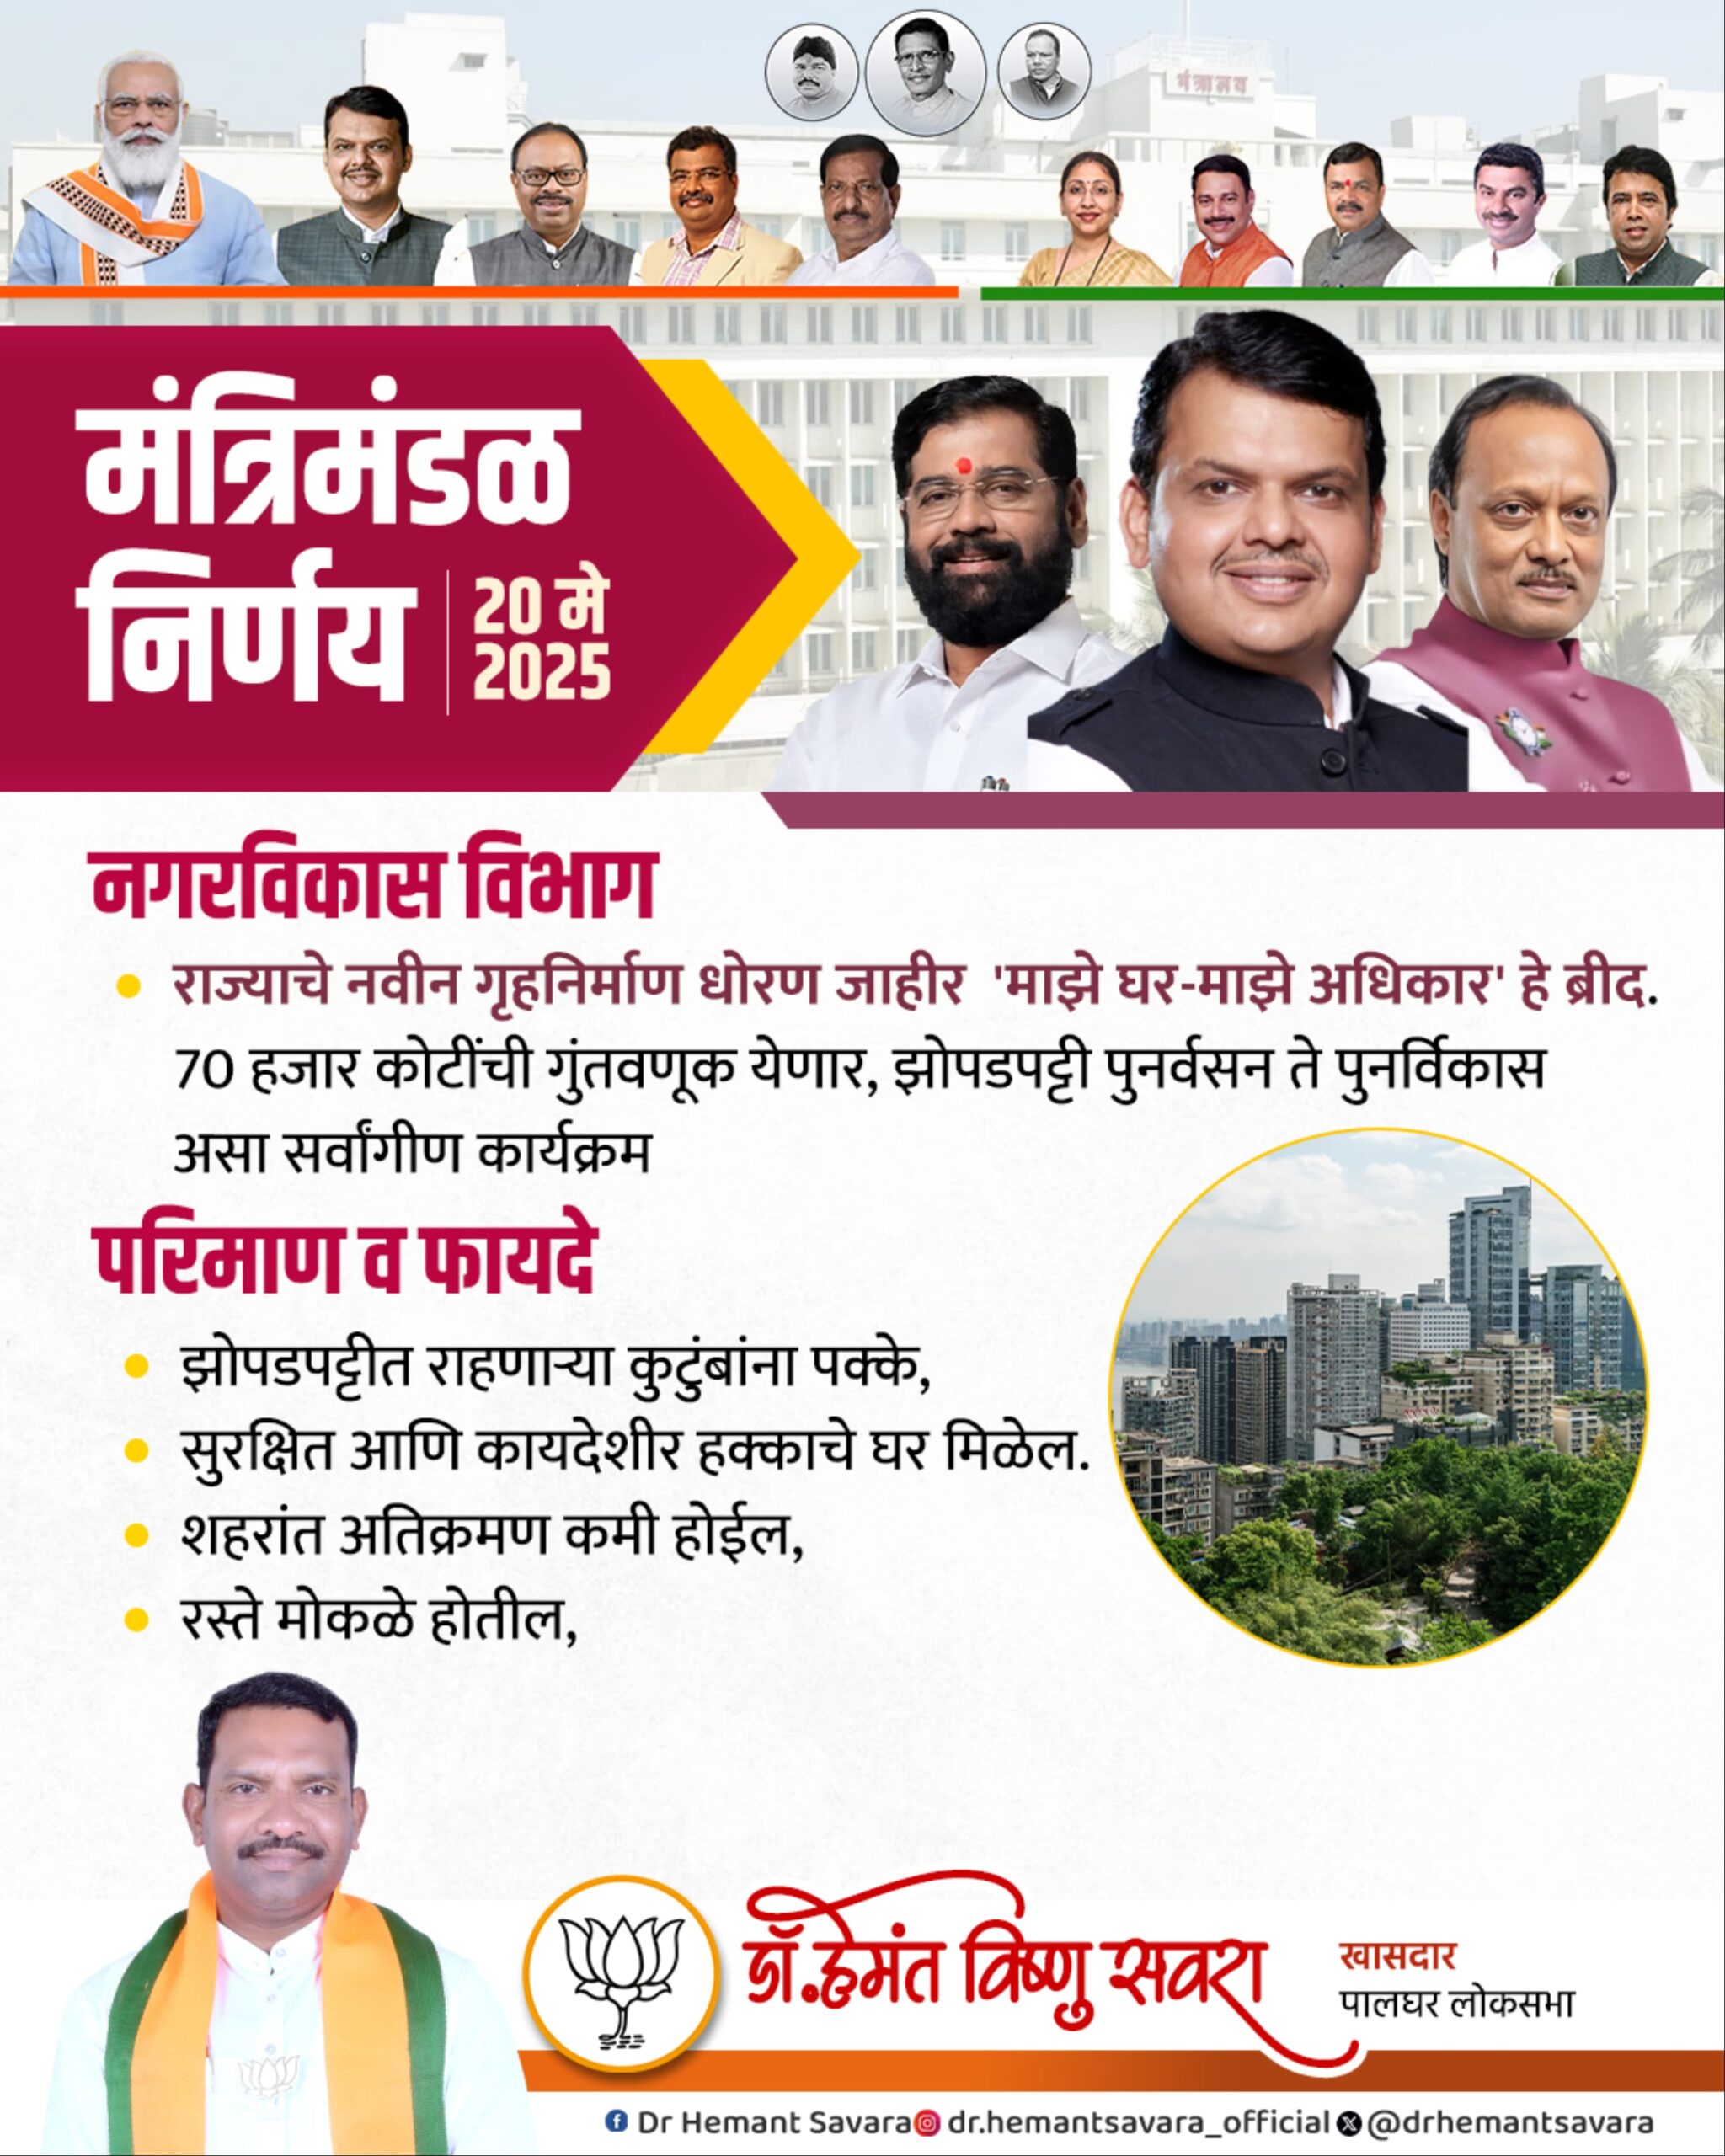 मंत्रालय
मंत्रिमंडळ
निर्णय
20 मे
2025
नगरविकास विभाग
राज्याचे नवीन गृहनिर्माण धोरण जाहीर 'माझे घर-माझे अधिकार' हे ब्रीद.
70 हजार कोटींची गुंतवणूक येणार, झोपडपट्टी पुनर्वसन ते पुनर्विकास
असा सर्वांगीण कार्यक्रम
परिमाण व फायदे
झोपडपट्टीत राहणाऱ्या कुटुंबांना पक्के,
सुरक्षित आणि कायदेशीर हक्काचे घर मिळेल.
शहरांत अतिक्रमण कमी होईल,
रस्ते मोकळे होतील,
डॉ.हेमंत विष्णु सवरा
खासदार
पालघर लोकसभा
Dr Hemant Savara dr.hemantsavara_official @drhemantsavara